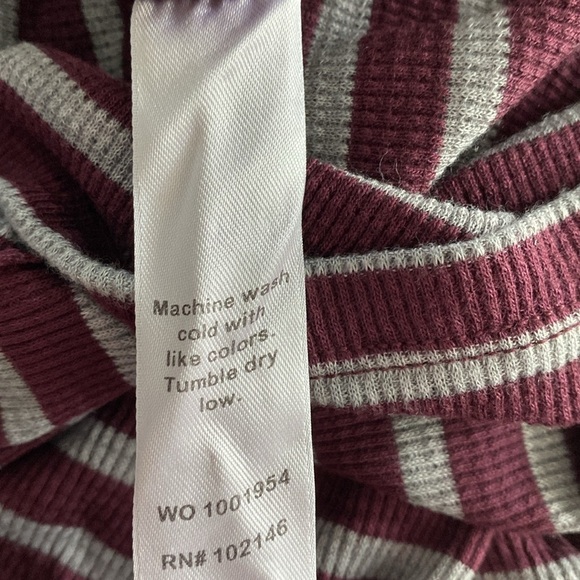 Machine wash
cold with
like colors.
Tumble dry
low.
WO 1001954
RN# 102146